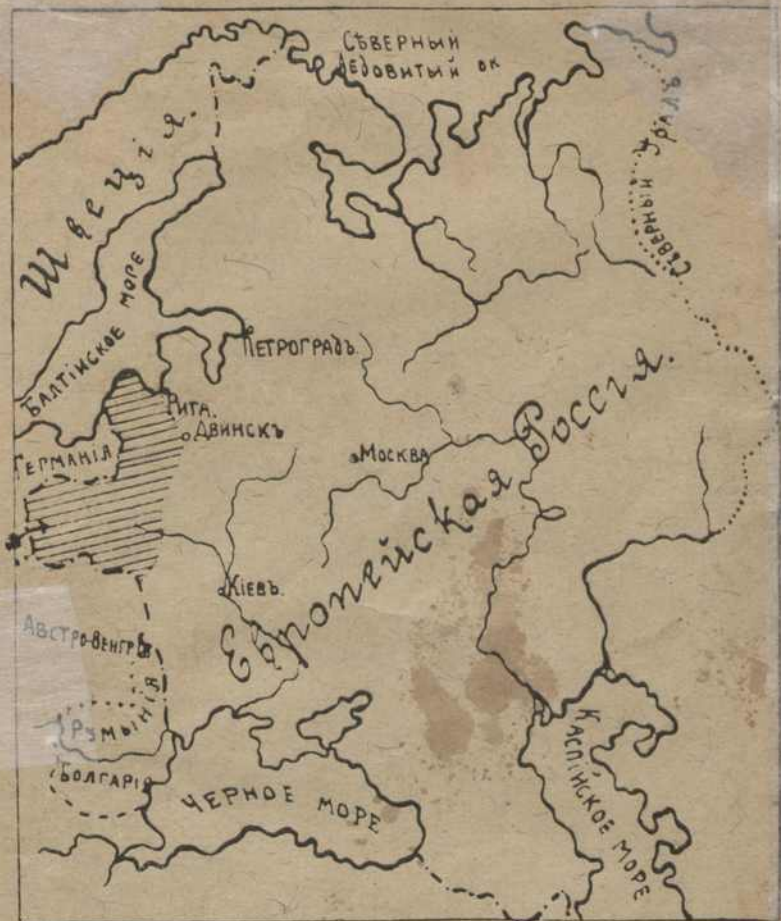 СѢВЕРНЫЙ
ЛЕДОВИТЫЙ ОК
Швеція.
СѢВЕРНЫЙ УРАЛЪ
БАЛТІЙСКОЕ МОРЕ
ПЕТРОГРАДЪ
РИГА.
ДВИНСКЪ
ГЕРМАНІЯ
МОСКВА
Европейская Россія.
КІЕВЪ.
АВСТРО-ВЕНГРІЯ
РУМЫНІЯ
БОЛГАРІЯ
ЧЕРНОЕ МОРЕ
КАСПІЙСКОЕ МОРЕ